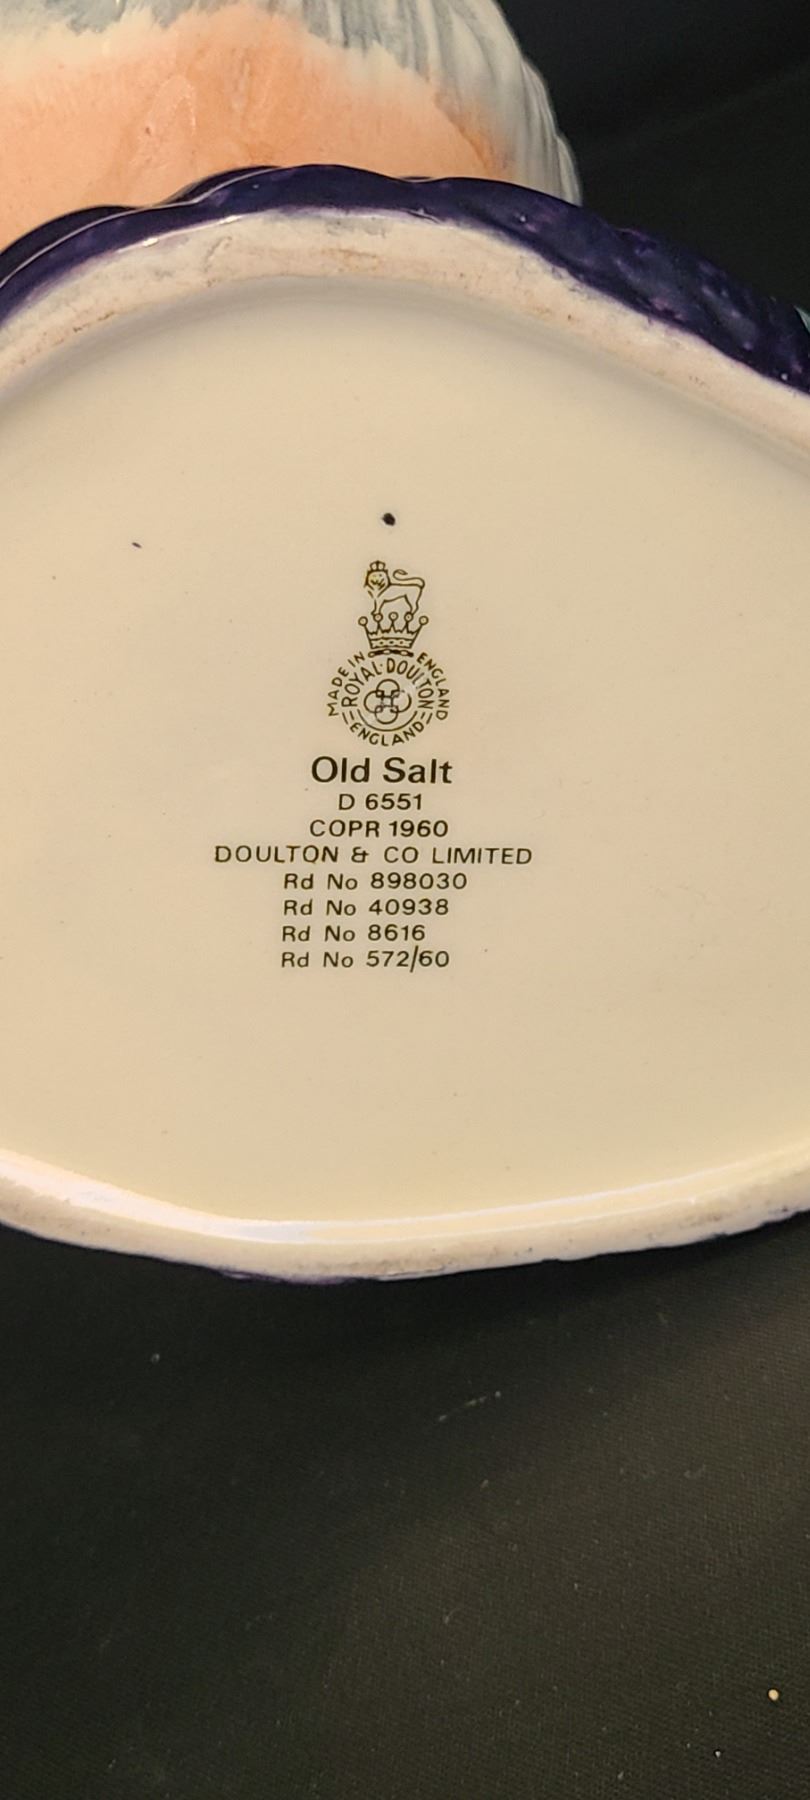 MADE IN ENGLAND
ROYAL·DOULTON
ENGLAND
Old Salt
D 6551
COPR 1960
DOULTON & CO LIMITED
Rd No 898030
Rd No 40938
Rd No 8616
Rd No 572/60